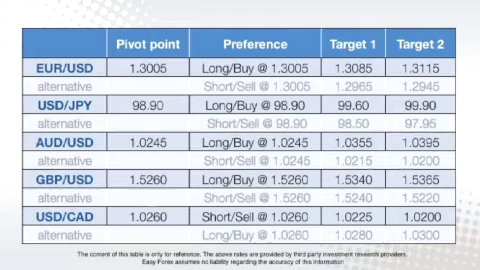 Pivot point Preference Target 1 Target 2
EUR/USD 1.3005 Long/Buy @ 1.3005 1.3085 1.3115
alternative Short/Sell @ 1.3005 1.2965 1.2945
USD/JPY 98.90 Long/Buy @ 98.90 99.60 99.90
alternative Short/Sell @ 98.90 98.50 97.95
AUD/USD 1.0245 Long/Buy @ 1.0245 1.0355 1.0395
alternative Short/Sell @ 1.0245 1.0215 1.0200
GBP/USD 1.5260 Long/Buy @ 1.5260 1.5340 1.5365
alternative Short/Sell @ 1.5260 1.5240 1.5220
USD/CAD 1.0260 Short/Sell @ 1.0260 1.0225 1.0200
alternative Long/Buy @ 1.0260 1.0280 1.0300
The content of this table is only for reference. The above rates are provided by third party investment research providers.
Easy Forex assumes no liability regarding the accuracy of this information